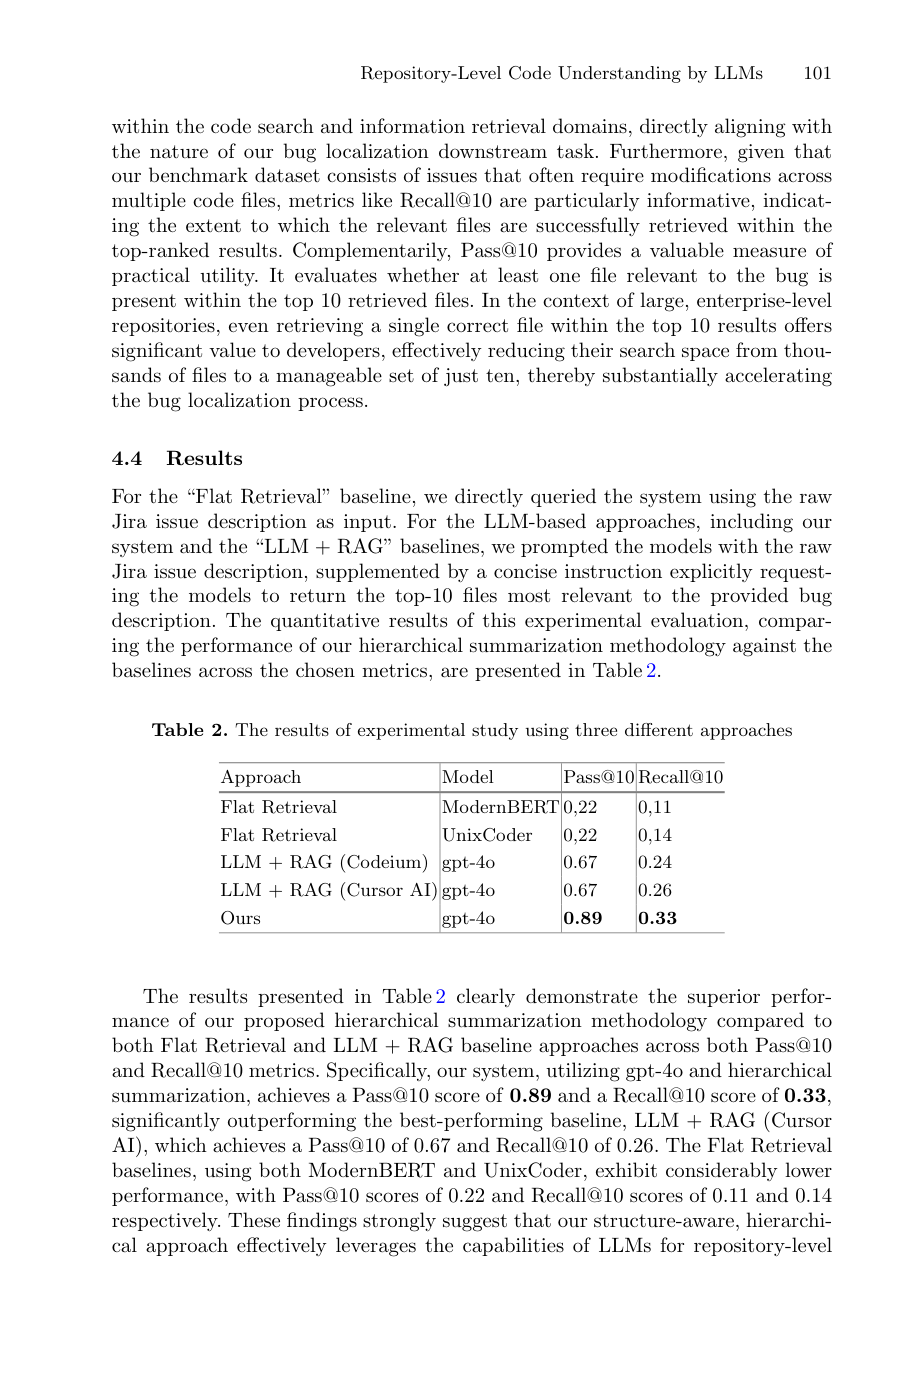 Repository-Level Code Understanding by LLMs 101
within the code search and information retrieval domains, directly aligning with
the nature of our bug localization downstream task. Furthermore, given that
our benchmark dataset consists of issues that often require modifications across
multiple code files, metrics like Recall@10 are particularly informative, indicat-
ing the extent to which the relevant files are successfully retrieved within the
top-ranked results. Complementarily, Pass@10 provides a valuable measure of
practical utility. It evaluates whether at least one file relevant to the bug is
present within the top 10 retrieved files. In the context of large, enterprise-level
repositories, even retrieving a single correct file within the top 10 results offers
significant value to developers, effectively reducing their search space from thou-
sands of files to a manageable set of just ten, thereby substantially accelerating
the bug localization process.
4.4 Results
For the “Flat Retrieval” baseline, we directly queried the system using the raw
Jira issue description as input. For the LLM-based approaches, including our
system and the “LLM + RAG” baselines, we prompted the models with the raw
Jira issue description, supplemented by a concise instruction explicitly request-
ing the models to return the top-10 files most relevant to the provided bug
description. The quantitative results of this experimental evaluation, compar-
ing the performance of our hierarchical summarization methodology against the
baselines across the chosen metrics, are presented in Table 2.
Table 2. The results of experimental study using three different approaches
Approach Model Pass@10 Recall@10
Flat Retrieval ModernBERT 0,22 0,11
Flat Retrieval UnixCoder 0,22 0,14
LLM + RAG (Codeium) gpt-4o 0.67 0.24
LLM + RAG (Cursor AI) gpt-4o 0.67 0.26
Ours gpt-4o 0.89 0.33
The results presented in Table 2 clearly demonstrate the superior perfor-
mance of our proposed hierarchical summarization methodology compared to
both Flat Retrieval and LLM + RAG baseline approaches across both Pass@10
and Recall@10 metrics. Specifically, our system, utilizing gpt-4o and hierarchical
summarization, achieves a Pass@10 score of 0.89 and a Recall@10 score of 0.33,
significantly outperforming the best-performing baseline, LLM + RAG (Cursor
AI), which achieves a Pass@10 of 0.67 and Recall@10 of 0.26. The Flat Retrieval
baselines, using both ModernBERT and UnixCoder, exhibit considerably lower
performance, with Pass@10 scores of 0.22 and Recall@10 scores of 0.11 and 0.14
respectively. These findings strongly suggest that our structure-aware, hierarchi-
cal approach effectively leverages the capabilities of LLMs for repository-level